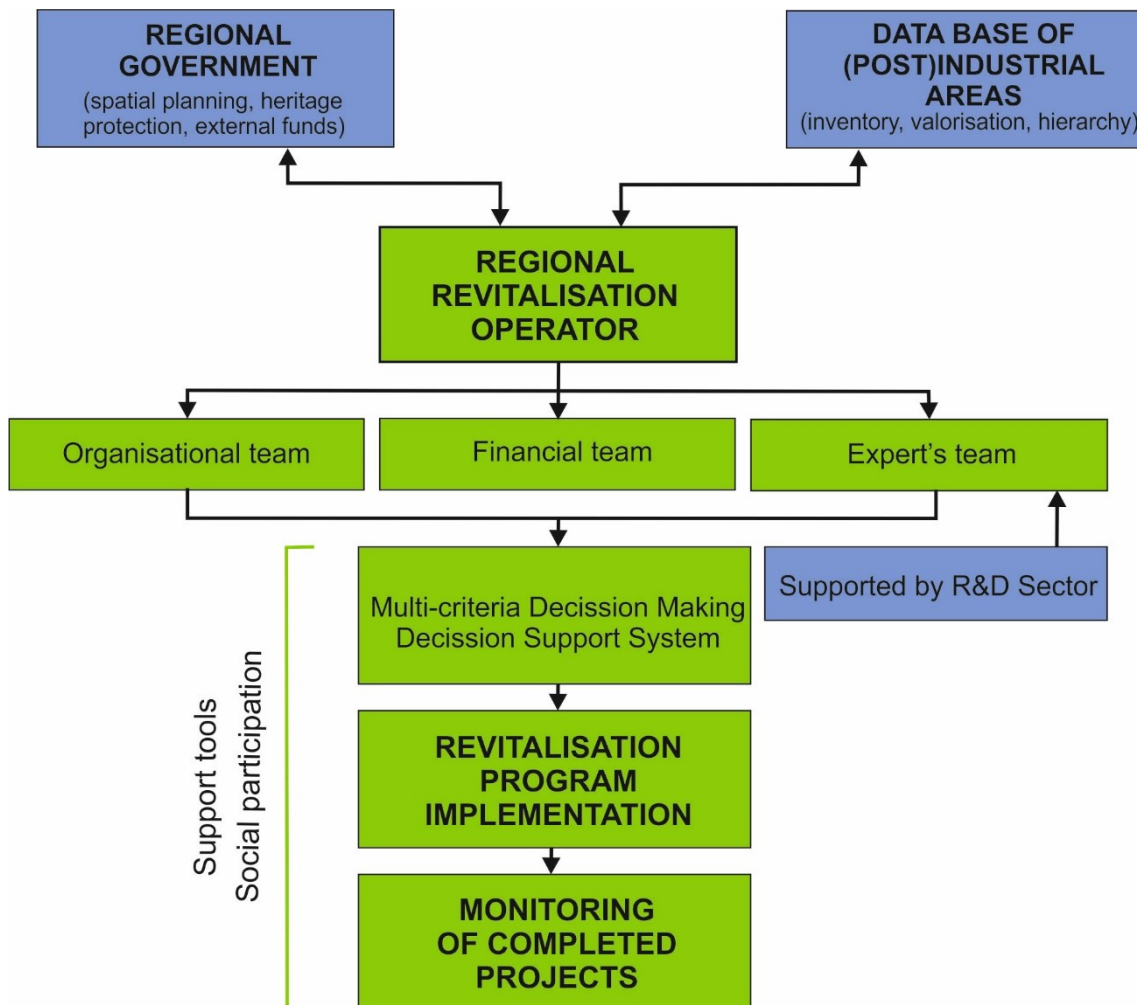 REGIONAL
GOVERNMENT
(spatial planning, heritage
protection, external funds)
DATA BASE OF
(POST)INDUSTRIAL
AREAS
(inventory, valorisation, hierarchy)
REGIONAL
REVITALISATION
OPERATOR
Organisational team
Financial team
Expert's team
Supported by R&D Sector
Multi-criteria Decission Making
Decission Support System
Support tools
Social participation
REVITALISATION
PROGRAM
IMPLEMENTATION
MONITORING
OF COMPLETED
PROJECTS